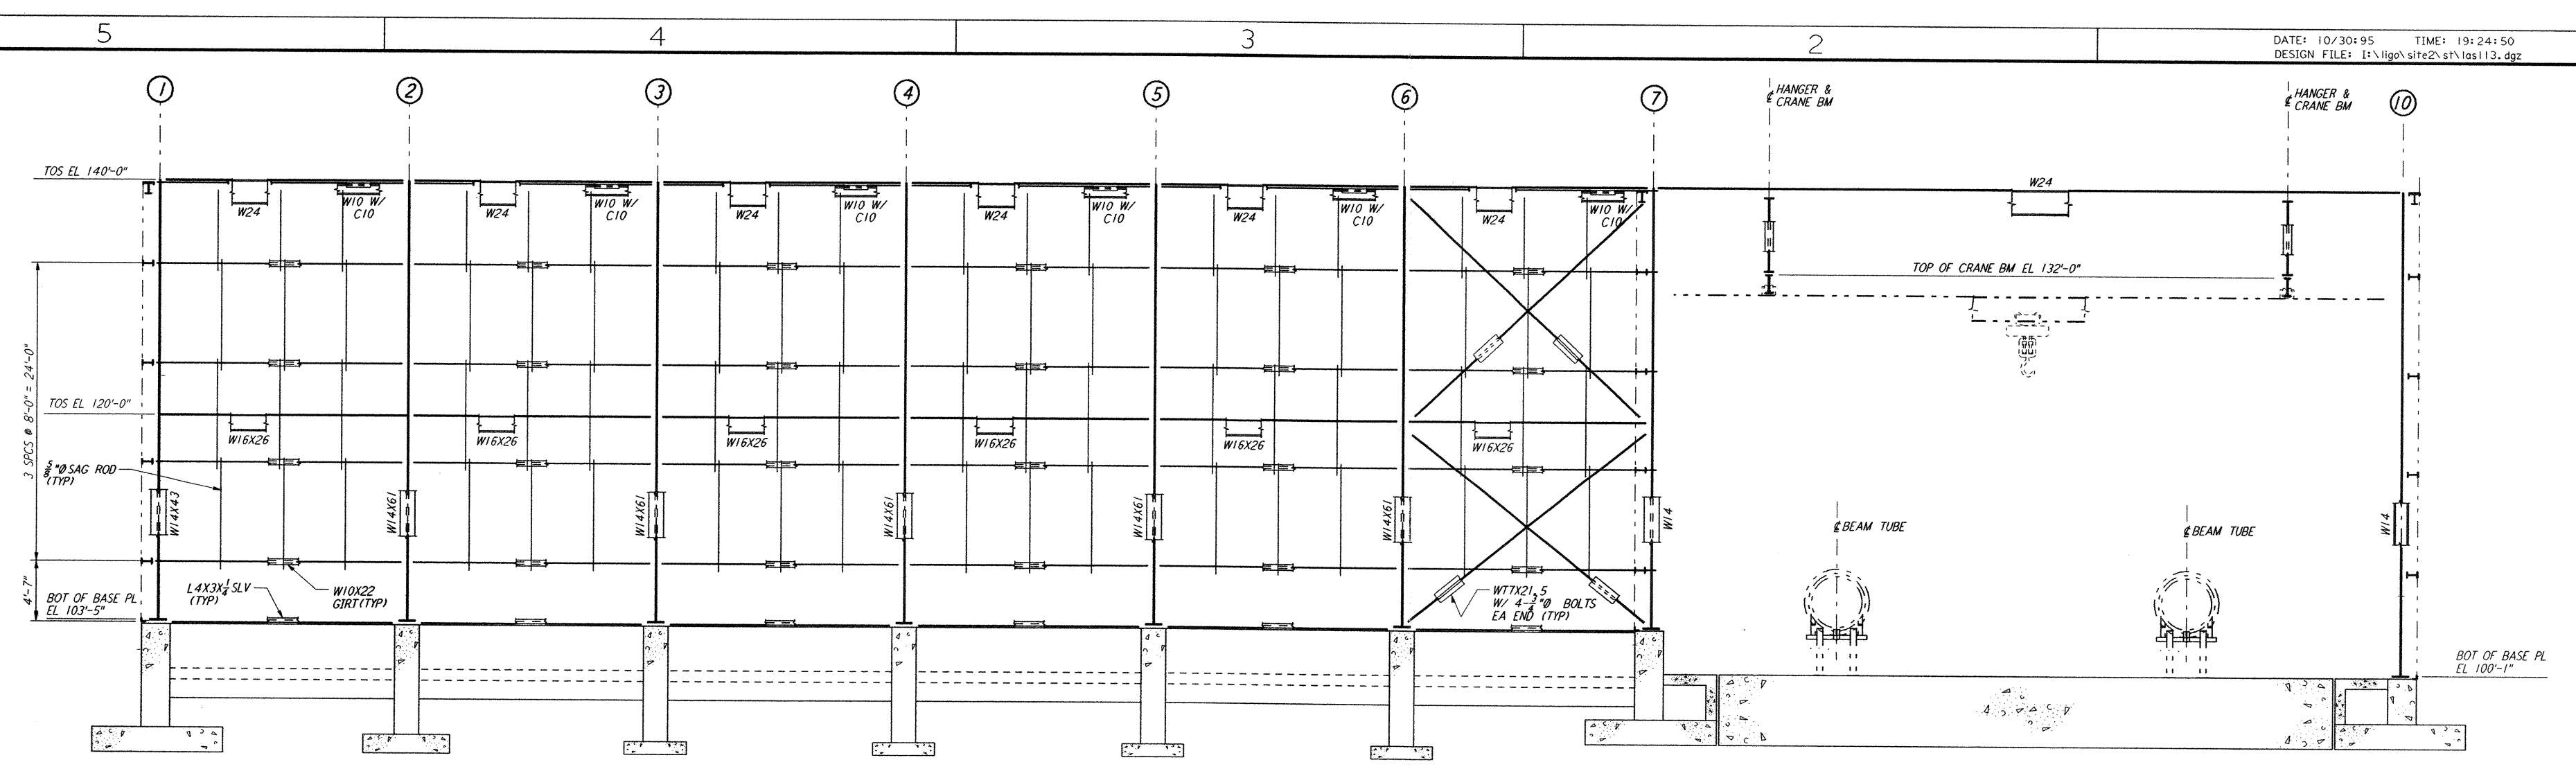 5
4
3
2
DATE: 10/30:95 TIME: 19:24:50
DESIGN FILE: I:\ligo\site2\st\las113.dgz
1
2
3
4
5
6
7
℄ HANGER &
CRANE BM
℄ HANGER &
CRANE BM
10
TOS EL 140'-0"
W24
W10 W/
C10
W24
W10 W/
C10
W24
W10 W/
C10
W24
W10 W/
C10
W24
W10 W/
C10
W24
W10 W/
C10
W24
TOP OF CRANE BM EL 132'-0"
3 SPCS @ 8'-0" = 24'-0"
TOS EL 120'-0"
W16X26
W16X26
W16X26
W16X26
W16X26
W16X26
5/8"Ø SAG ROD
(TYP)
W14X43
W14X61
W14X61
W14X61
W14X61
W14X61
W14
W14
℄ BEAM TUBE
℄ BEAM TUBE
4'-7"
BOT OF BASE PL
EL 103'-5"
L4X3X1/4 SLV
(TYP)
W10X22
GIRT(TYP)
WT7X21.5
W/ 4-3/4"Ø BOLTS
EA END (TYP)
BOT OF BASE PL
EL 100'-1"